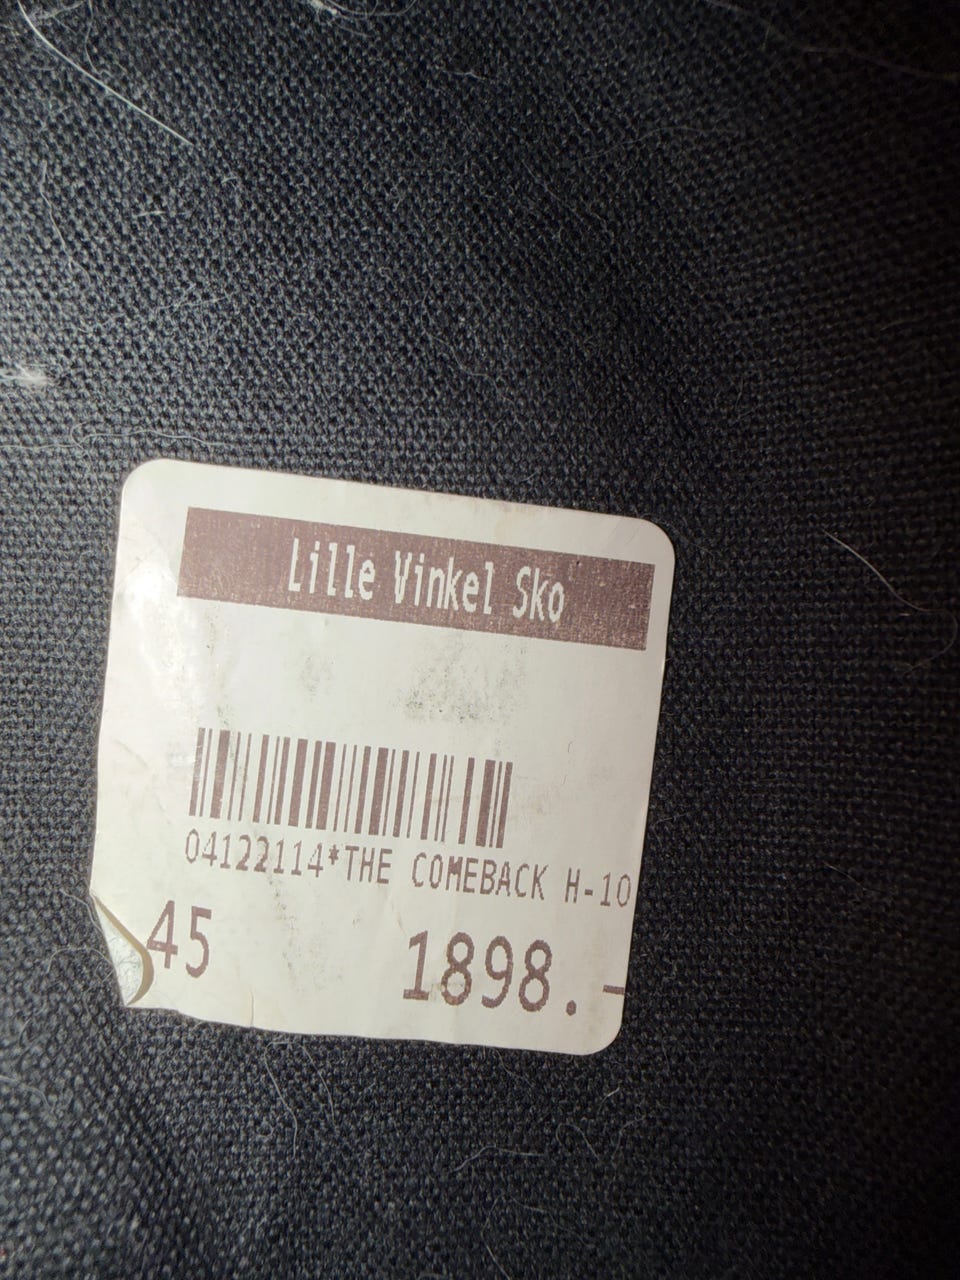 Lille Vinkel Sko
04122114*THE COMEBACK H-10
45 1898.-